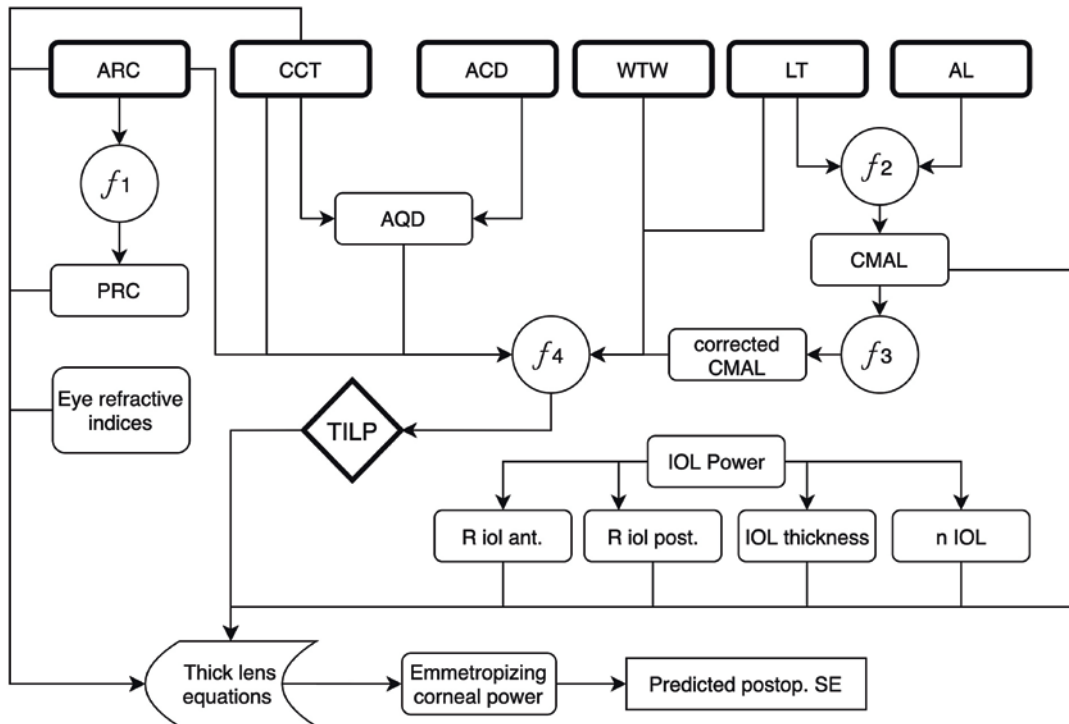 ARC
CCT
ACD
WTW
LT
AL
f1
f2
AQD
CMAL
PRC
f4
corrected
CMAL
f3
Eye refractive
indices
TILP
IOL Power
R iol ant.
R iol post.
IOL thickness
n IOL
Thick lens
equations
Emmetropizing
corneal power
Predicted postop. SE